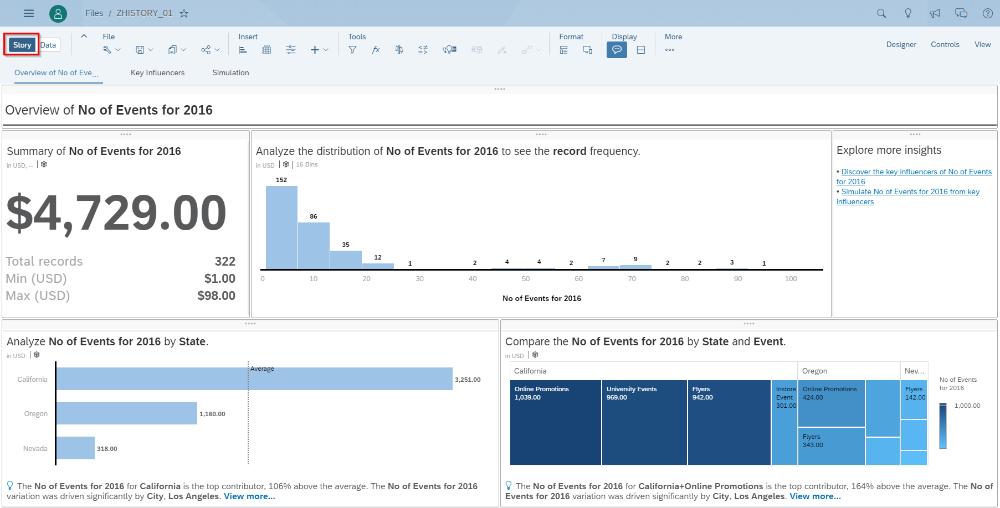 Files / ZHISTORY_01
Story Data
File Insert Tools Format Display More
Designer Controls View
Overview of No of Eve... Key Influencers Simulation
Overview of No of Events for 2016
Summary of No of Events for 2016
in USD, --
$4,729.00
Total records 322
Min (USD) $1.00
Max (USD) $98.00
Analyze the distribution of No of Events for 2016 to see the record frequency.
in USD 16 Bins
152 86 35 12 1 2 4 4 2 7 9 2 2 3 1
0 10 20 30 40 50 60 70 80 90 100
No of Events for 2016
Explore more insights
• Discover the key influencers of No of Events
for 2016
• Simulate No of Events for 2016 from key
influencers
Analyze No of Events for 2016 by State.
in USD
Average
California 3,251.00
Oregon 1,160.00
Nevada 318.00
The No of Events for 2016 for California is the top contributor, 106% above the average. The No of Events for 2016
variation was driven significantly by City, Los Angeles. View more...
Compare the No of Events for 2016 by State and Event.
in USD
California Oregon Nev...
Online Promotions
1,039.00
University Events
969.00
Flyers
942.00
Instore
Event
301.00
Online Promotions
424.00
Flyers
343.00
Flyers
142.00
No of Events
for 2016
1,000.00
The No of Events for 2016 for California+Online Promotions is the top contributor, 164% above the average. The No of
Events for 2016 variation was driven significantly by City, Los Angeles. View more...